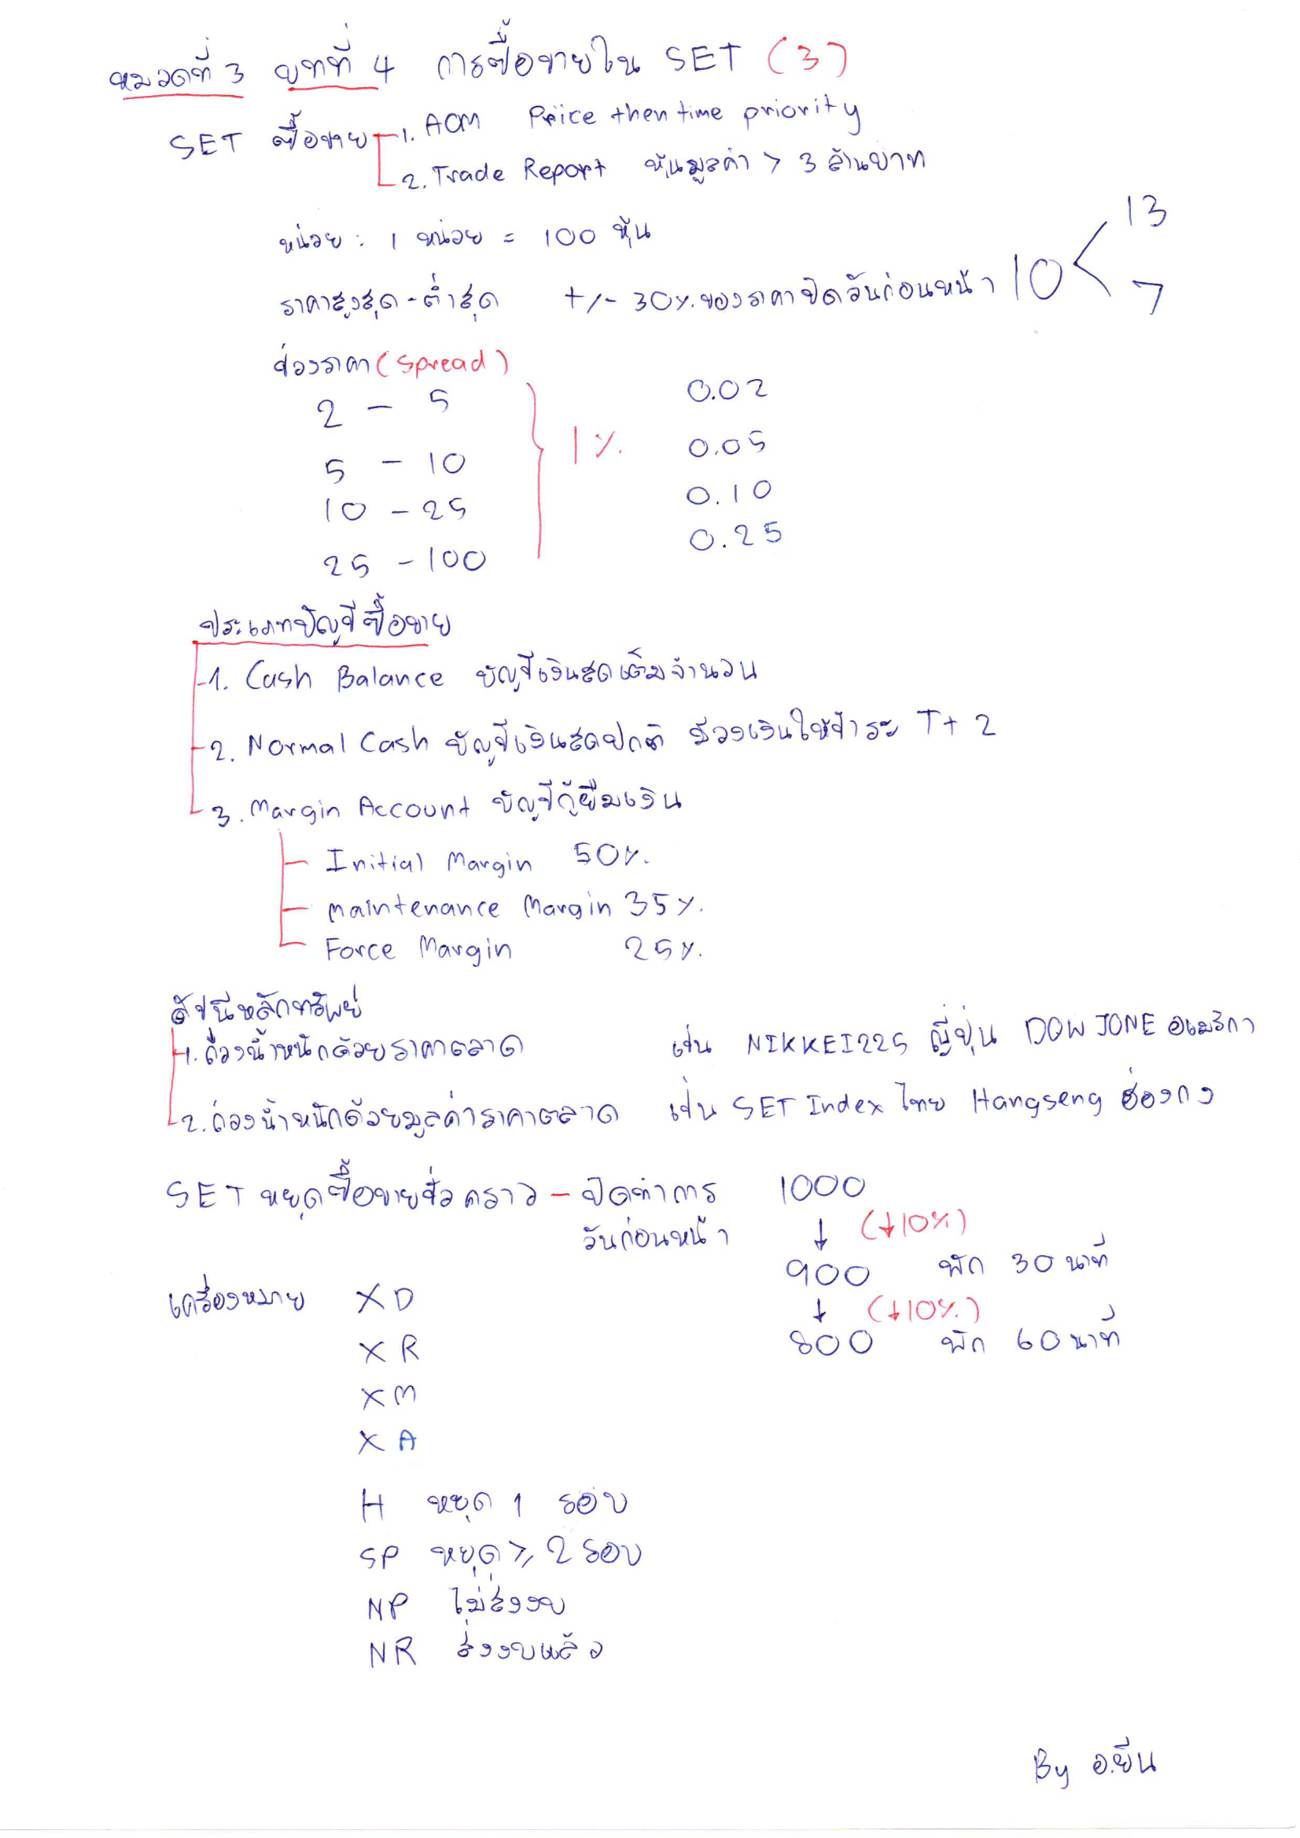 หมวดที่ 3 บทที่ 4 การซื้อขายใน SET (3)
SET ซื้อขาย 1. AOM Price then time priority
2. Trade Report หุ้นมูลค่า > 3 ล้านบาท
หน่วย : 1 หน่วย = 100 หุ้น
ราคาสูงสุด-ต่ำสุด +/- 30% ของราคาปิดวันก่อนหน้า 10 < 13 7
ช่วงราคา (Spread)
2 - 5 0.02
5 - 10 1% 0.05
10 - 25 0.10
25 - 100 0.25
ประเภทบัญชีซื้อขาย
1. Cash Balance บัญชีเงินสดเต็มจำนวน
2. Normal Cash บัญชีเงินสดปกติ มีวงเงินให้ชำระ T+2
3. Margin Account บัญชีกู้ยืมเงิน
Initial Margin 50%
Maintenance Margin 35%
Force Margin 25%
ดัชนีหลักทรัพย์
1. ถ่วงน้ำหนักด้วยราคาตลาด เช่น NIKKEI225 ญี่ปุ่น DOW JONE อเมริกา
2. ถ่วงน้ำหนักด้วยมูลค่าราคาตลาด เช่น SET Index ไทย Hangseng ฮ่องกง
SET หยุดซื้อขายชั่วคราว - ปิดทำการ 1000
วันก่อนหน้า ↓ (↓10%)
900 พัก 30 นาที
เครื่องหมาย XD ↓ (↓10%)
XR 800 พัก 60 นาที
XM
XA
H หยุด 1 รอบ
SP หยุด ≥ 2 รอบ
NP ไม่ส่งงบ
NR ส่งงบแล้ว
By อ.ยีน